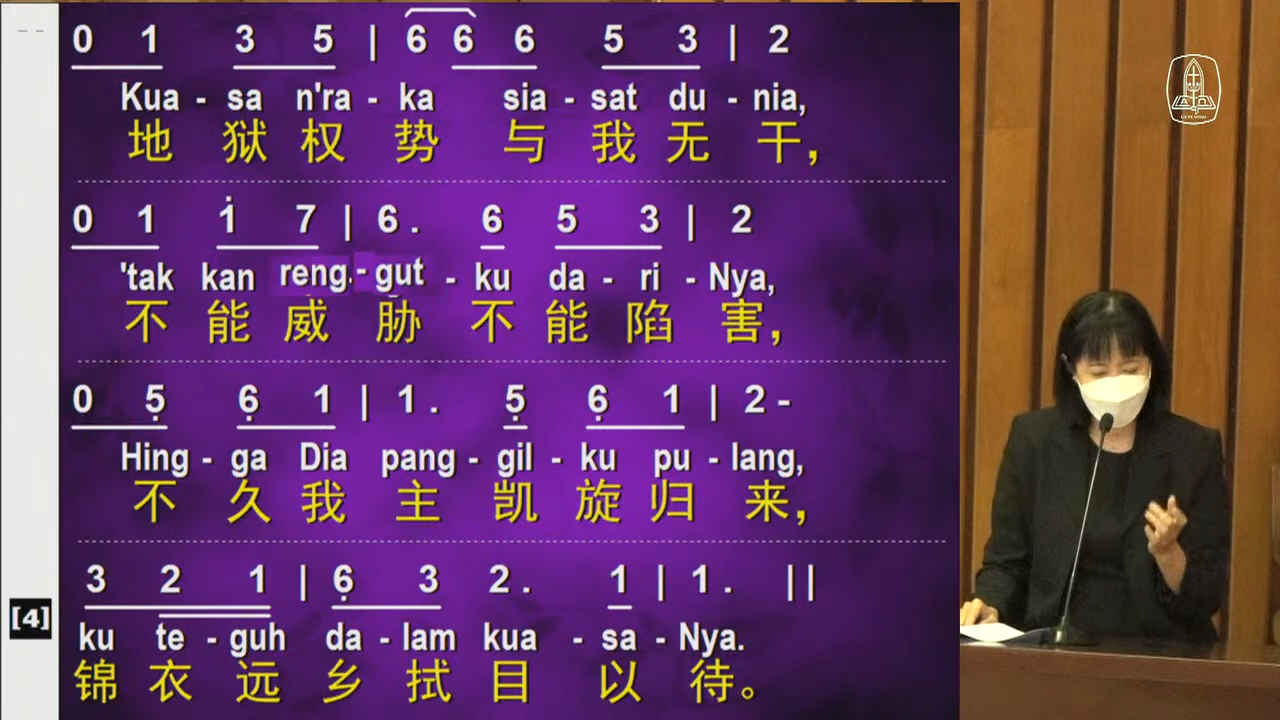 0 1 3 5 | 6 6 6 5 3 | 2
Kua - sa n'ra - ka sia - sat du - nia,
地 狱 权 势 与 我 无 干，
0 1 i 7 | 6 . 6 5 3 | 2
'tak kan reng - gut - ku da - ri - Nya,
不 能 威 胁 不 能 陷 害，
0 5̣ 6̣ 1 | 1 . 5̣ 6̣ 1 | 2 -
Hing - ga Dia pang - gil - ku pu - lang,
不 久 我 主 凯 旋 归 来，
3 2 1 | 6̣ 3 2 . 1 | 1 . ||
[4]
ku te - guh da - lam kua - sa - Nya.
锦 衣 远 乡 拭 目 以 待。